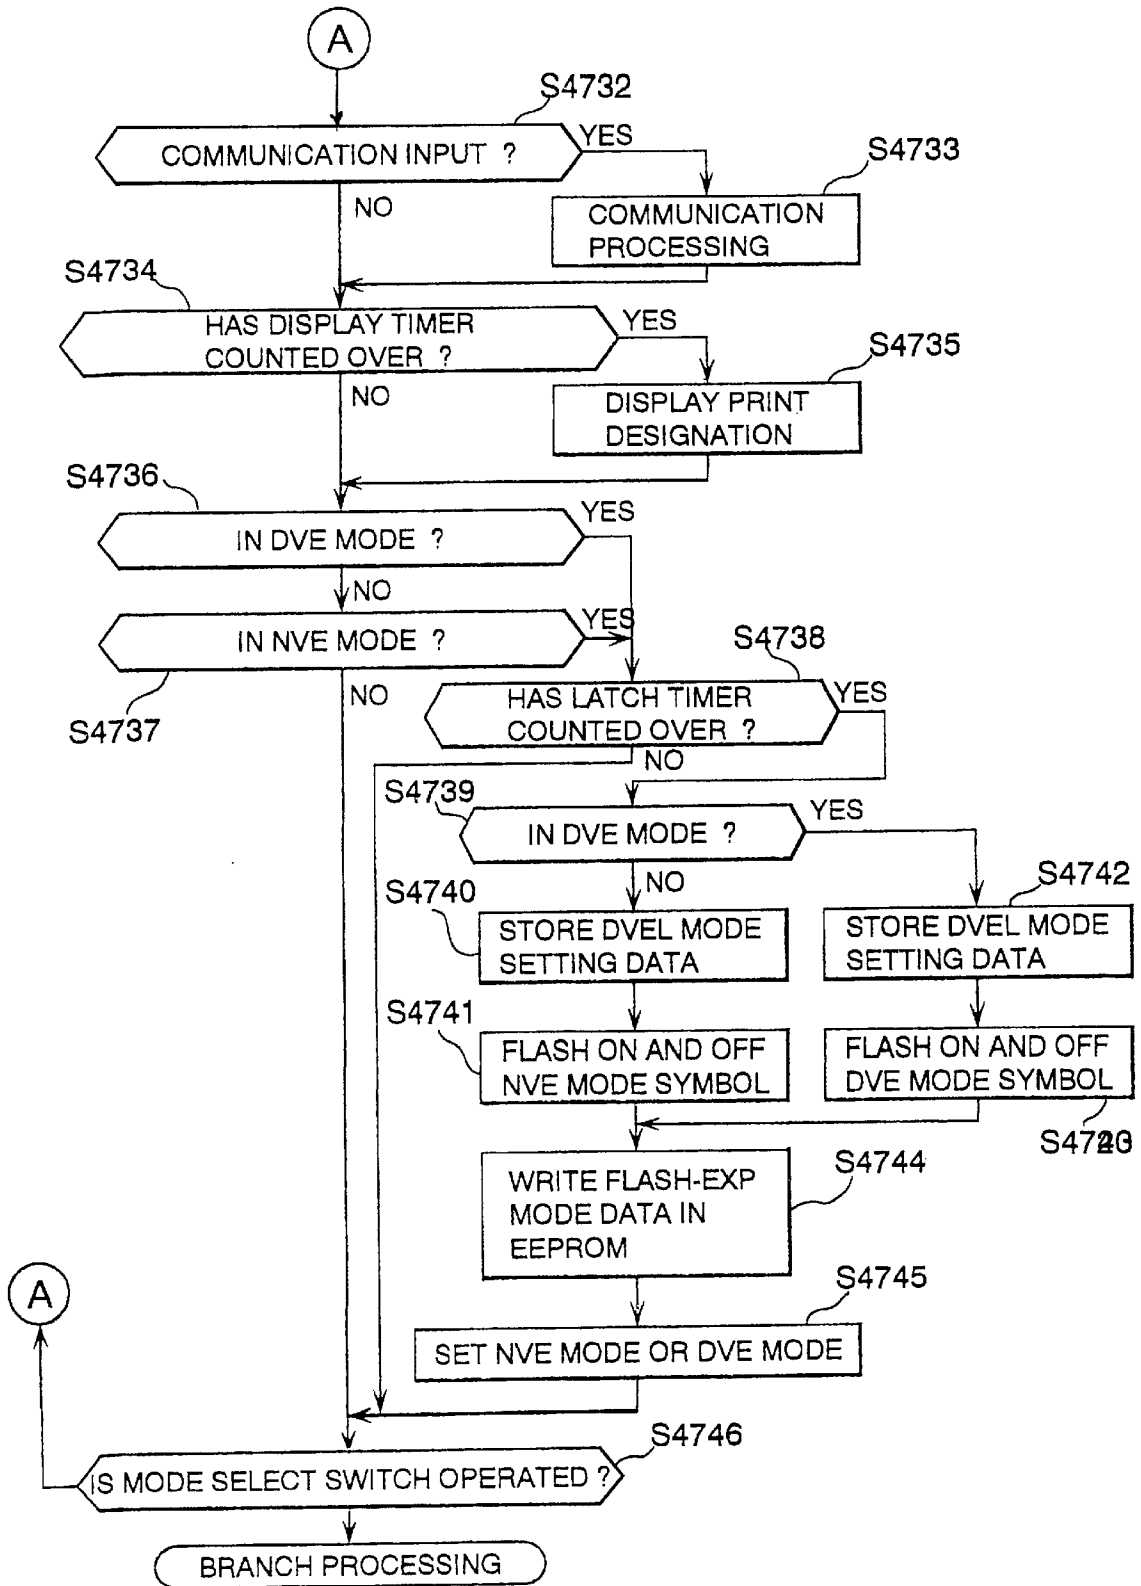 A
S4732
COMMUNICATION INPUT ?
YES
NO
S4733
COMMUNICATION
PROCESSING
S4734
HAS DISPLAY TIMER
COUNTED OVER ?
YES
NO
S4735
DISPLAY PRINT
DESIGNATION
S4736
IN DVE MODE ?
YES
NO
IN NVE MODE ?
YES
NO
S4737
S4738
HAS LATCH TIMER
COUNTED OVER ?
YES
NO
S4739
IN DVE MODE ?
YES
NO
S4740
STORE DVEL MODE
SETTING DATA
S4742
STORE DVEL MODE
SETTING DATA
S4741
FLASH ON AND OFF
NVE MODE SYMBOL
FLASH ON AND OFF
DVE MODE SYMBOL
S4744
WRITE FLASH-EXP
MODE DATA IN
EEPROM
A
S4745
SET NVE MODE OR DVE MODE
S4746
IS MODE SELECT SWITCH OPERATED ?
BRANCH PROCESSING